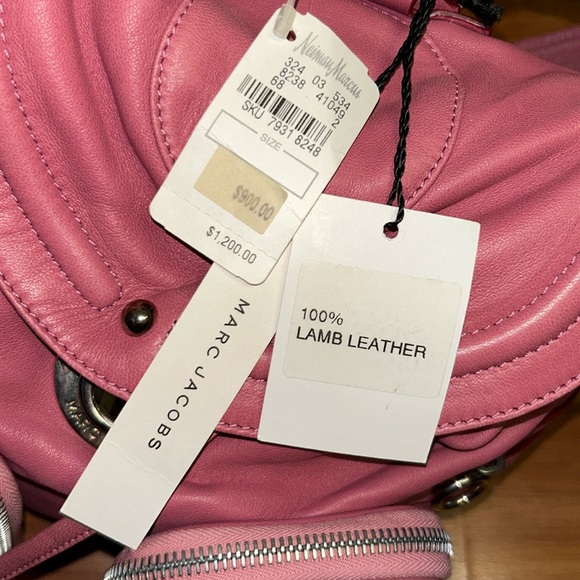 Neiman Marcus
324 03 534
8238 41049
68 2
SKU 7931 8248
SIZE
$900.00
$1,200.00
MARC JACOBS
100%
LAMB LEATHER
MARC